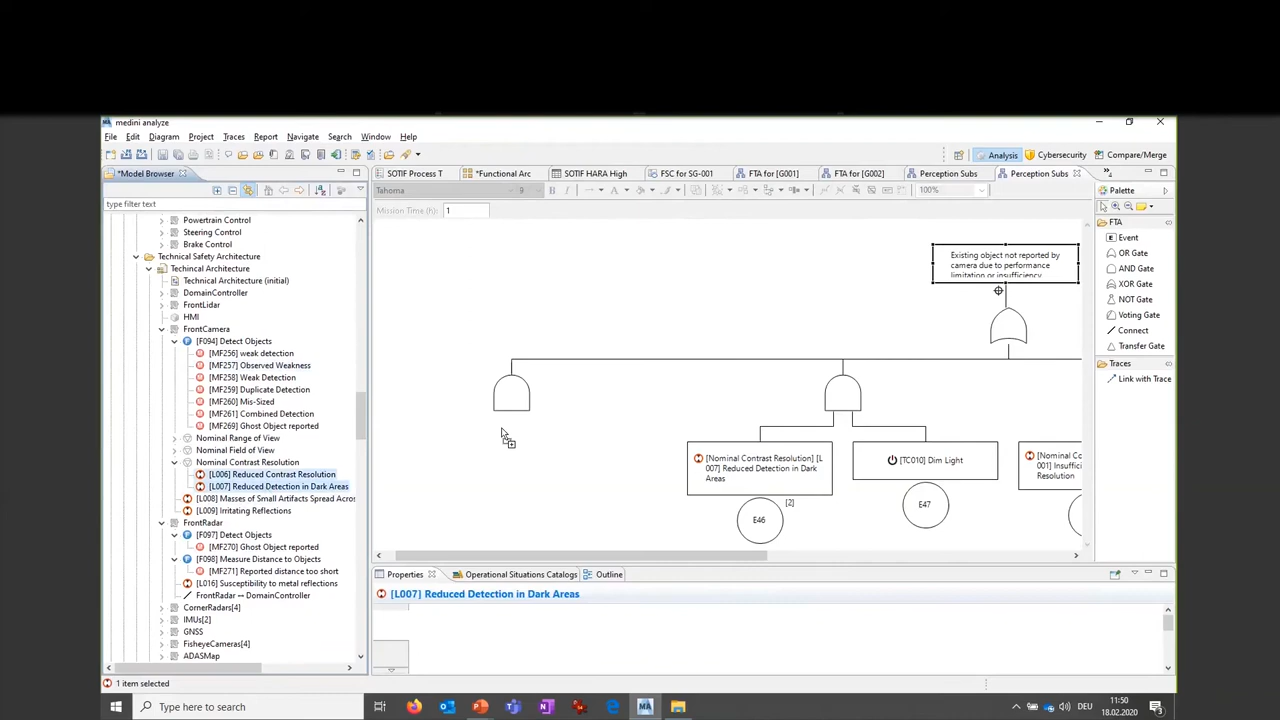 medini analyze
File Edit Diagram Project Traces Report Navigate Search Window Help
Analysis Cybersecurity Compare/Merge
*Model Browser
SOTIF Process T *Functional Arc SOTIF HARA High FSC for SG-001 FTA for [G001] FTA for [G002] Perception Subs Perception Subs
type filter text
Tahoma 9 100%
Mission Time (h): 1
Powertrain Control
Steering Control
Brake Control
Technical Safety Architecture
Techincal Architecture
Technical Architecture (initial)
DomainController
FrontLidar
HMI
FrontCamera
[F094] Detect Objects
[MF256] weak detection
[MF257] Observed Weakness
[MF258] Weak Detection
[MF259] Duplicate Detection
[MF260] Mis-Sized
[MF261] Combined Detection
[MF269] Ghost Object reported
Nominal Range of View
Nominal Field of View
Nominal Contrast Resolution
[L006] Reduced Contrast Resolution
[L007] Reduced Detection in Dark Areas
[L008] Masses of Small Artifacts Spread Acros
[L009] Irritating Reflections
FrontRadar
[F097] Detect Objects
[MF270] Ghost Object reported
[F098] Measure Distance to Objects
[MF271] Reported distance too short
[L016] Susceptibility to metal reflections
FrontRadar -- DomainController
CornerRadars[4]
IMUs[2]
GNSS
FisheyeCameras[4]
ADASMap
1 item selected
Existing object not reported by
camera due to performance
limitation or insufficiency
[Nominal Contrast Resolution] [L
007] Reduced Detection in Dark
Areas
[2]
E46
[TC010] Dim Light
E47
[Nominal Co
001] Insuffici
Resolution
Palette
FTA
Event
OR Gate
AND Gate
XOR Gate
NOT Gate
Voting Gate
Connect
Transfer Gate
Traces
Link with Trace
Properties Operational Situations Catalogs Outline
[L007] Reduced Detection in Dark Areas
Type here to search
DEU
11:50
18.02.2020
3